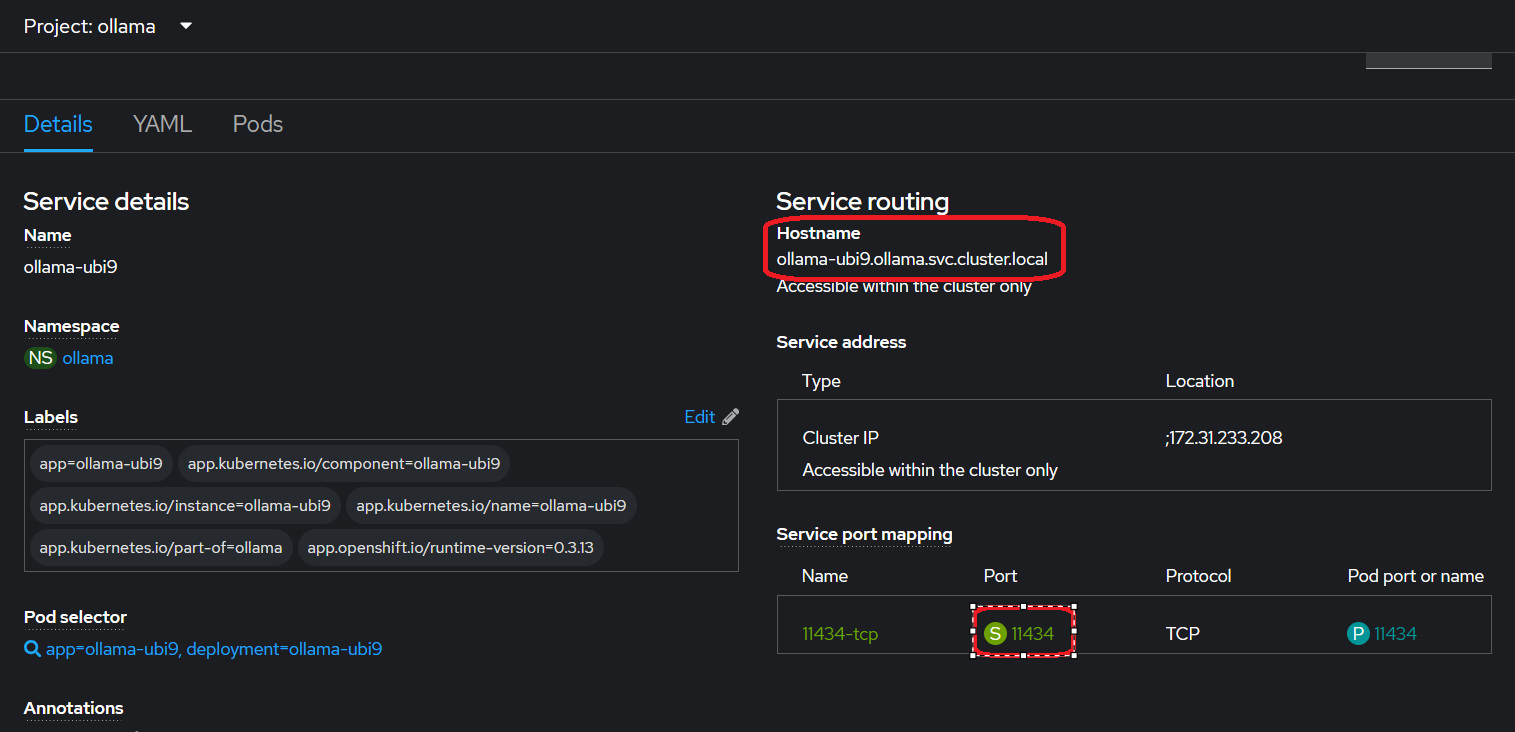 Project: ollama
Details YAML Pods
Service details
Name
ollama-ubi9
Namespace
NS ollama
Labels
Edit
app=ollama-ubi9 app.kubernetes.io/component=ollama-ubi9
app.kubernetes.io/instance=ollama-ubi9 app.kubernetes.io/name=ollama-ubi9
app.kubernetes.io/part-of=ollama app.openshift.io/runtime-version=0.3.13
Pod selector
app=ollama-ubi9, deployment=ollama-ubi9
Annotations
Service routing
Hostname
ollama-ubi9.ollama.svc.cluster.local
Accessible within the cluster only
Service address
Type Location
Cluster IP ;172.31.233.208
Accessible within the cluster only
Service port mapping
Name Port Protocol Pod port or name
11434-tcp S 11434 TCP P 11434